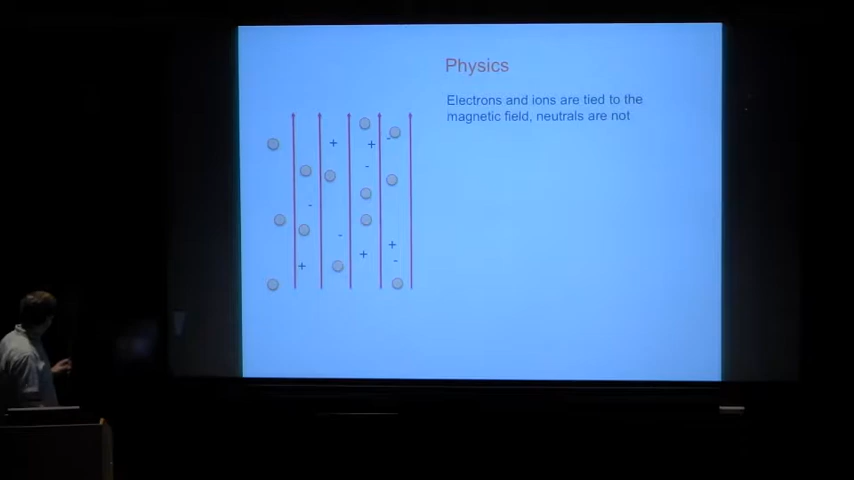 Physics
Electrons and ions are tied to the
magnetic field, neutrals are not
+ + -
-
-
- +
+ + -